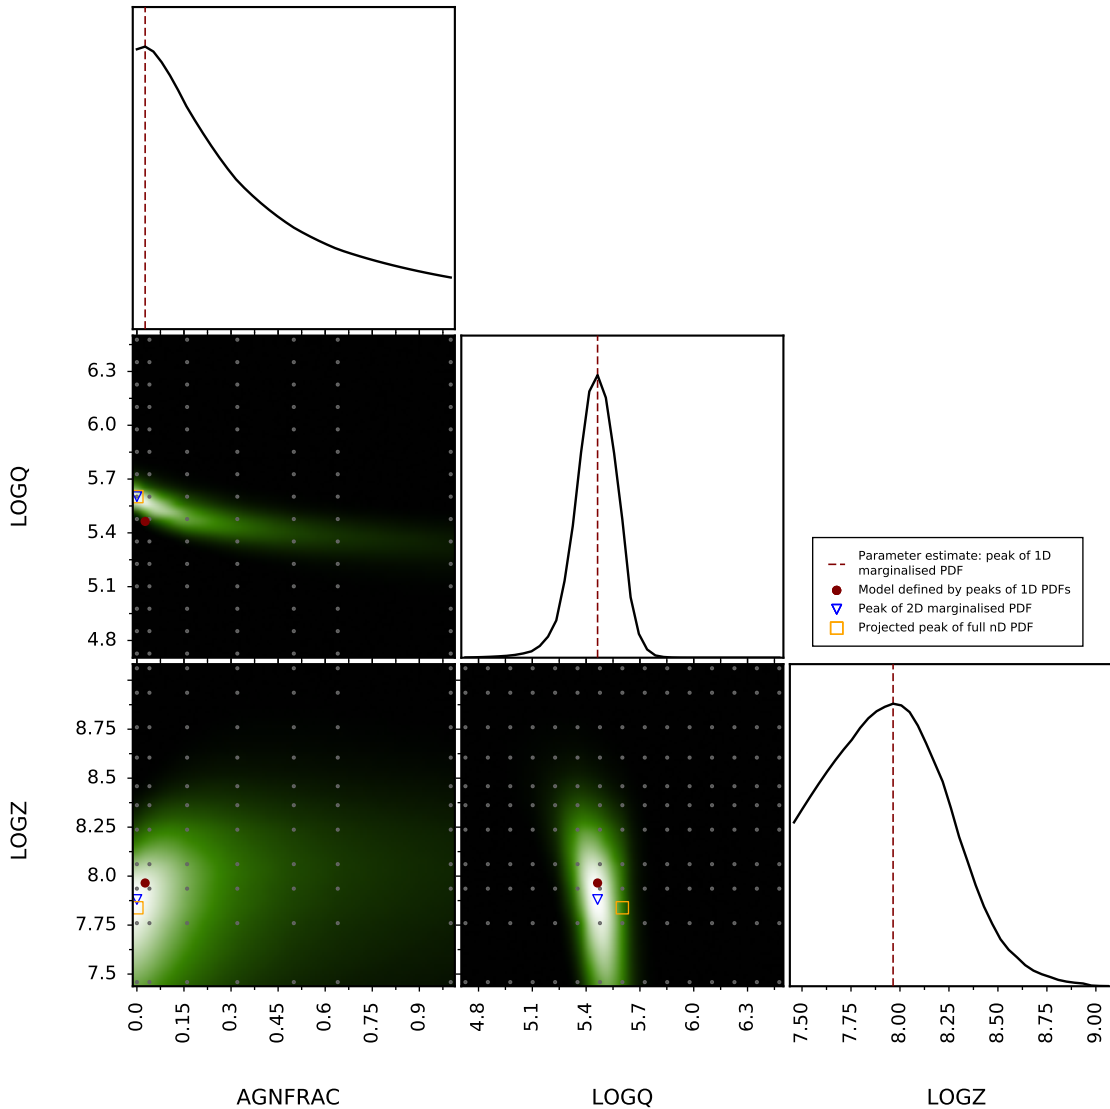 6.3
6.0
5.7
5.4
5.1
4.8
LOGQ
Parameter estimate: peak of 1D
marginalised PDF
Model defined by peaks of 1D PDFs
Peak of 2D marginalised PDF
Projected peak of full nD PDF
8.75
8.5
8.25
8.0
7.75
7.5
LOGZ
0.0 0.15 0.3 0.45 0.6 0.75 0.9
4.8 5.1 5.4 5.7 6.0 6.3
7.50 7.75 8.00 8.25 8.50 8.75 9.00
AGNFRAC LOGQ LOGZ